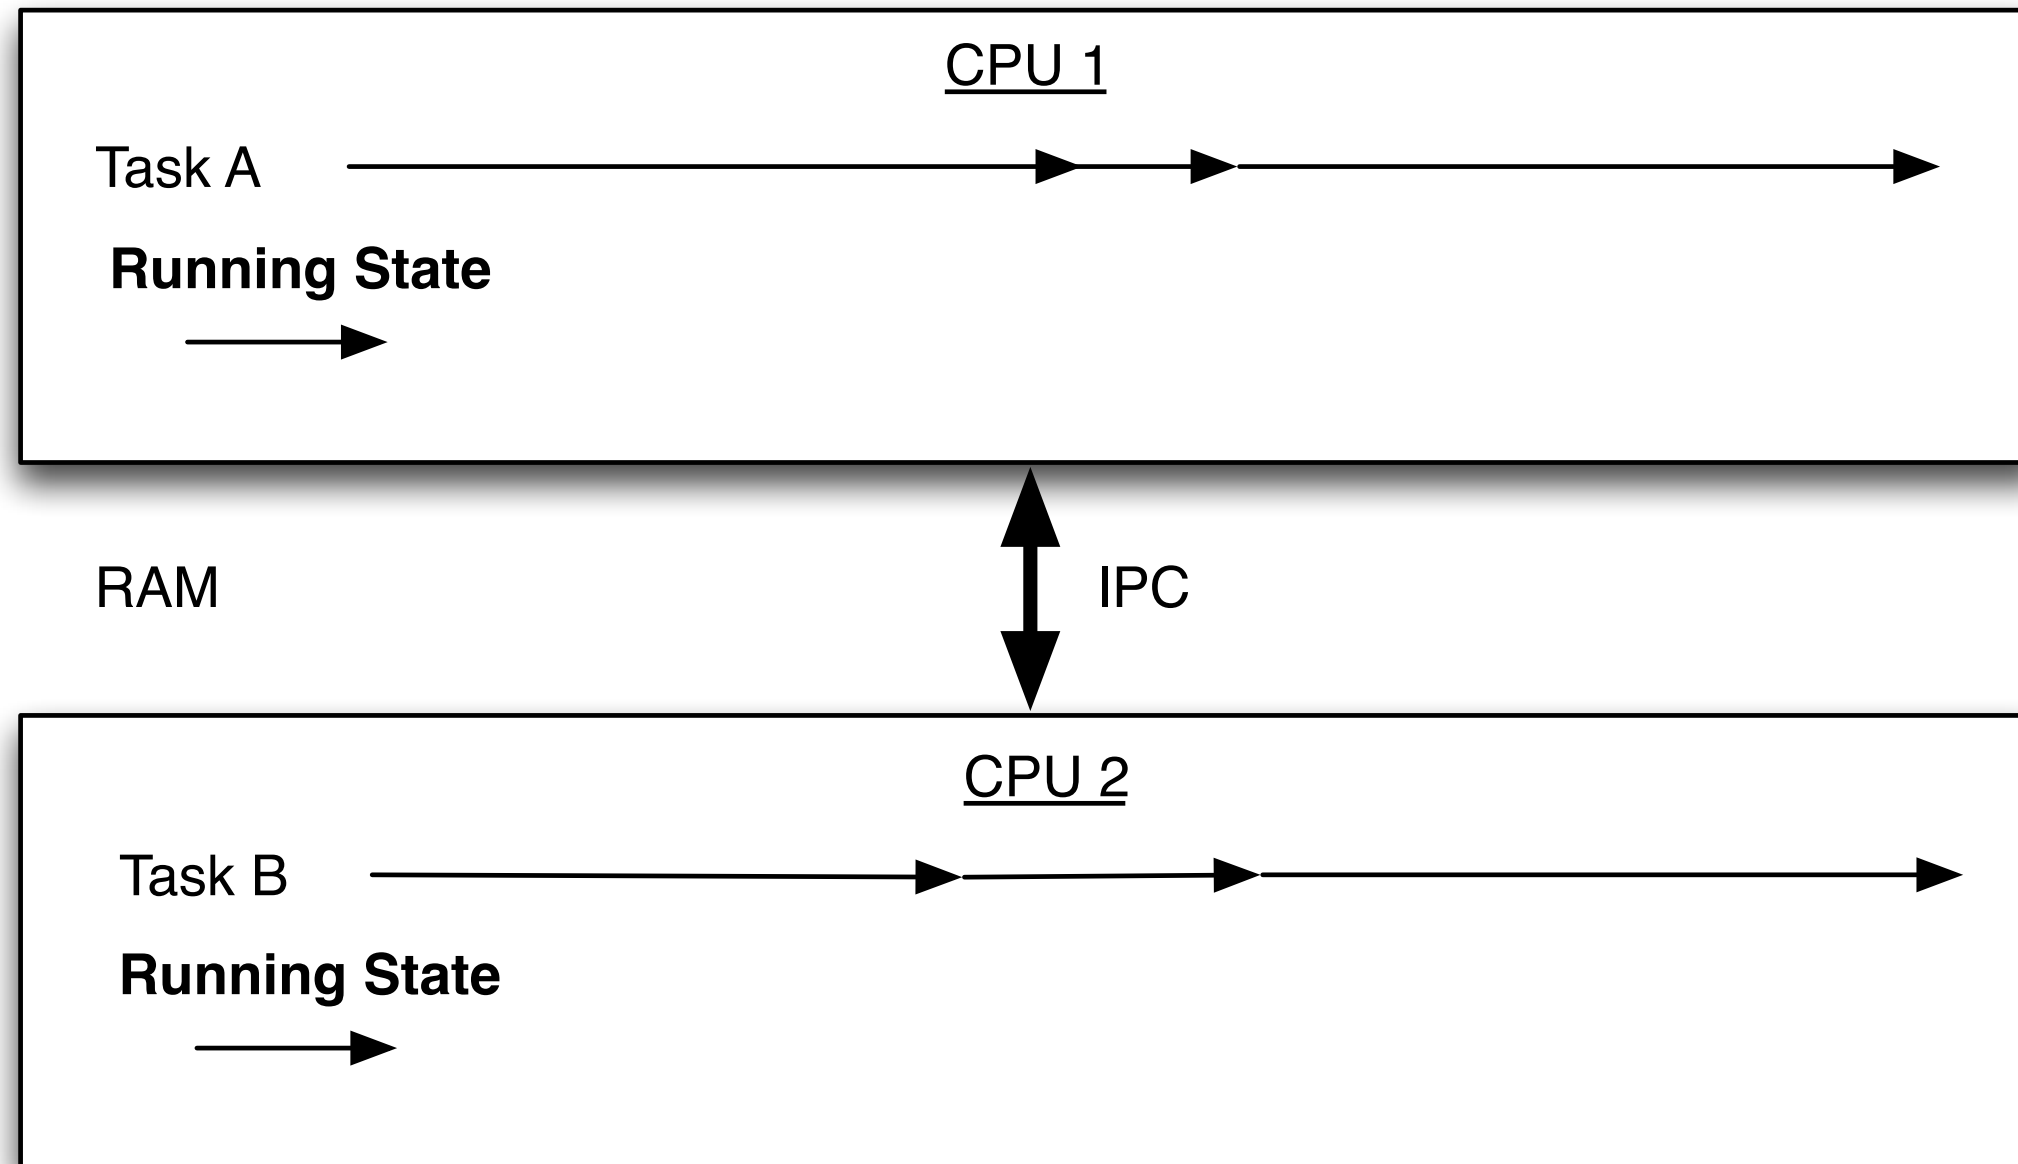 CPU 1
Task A
Running State
RAM
IPC
CPU 2
Task B
Running State